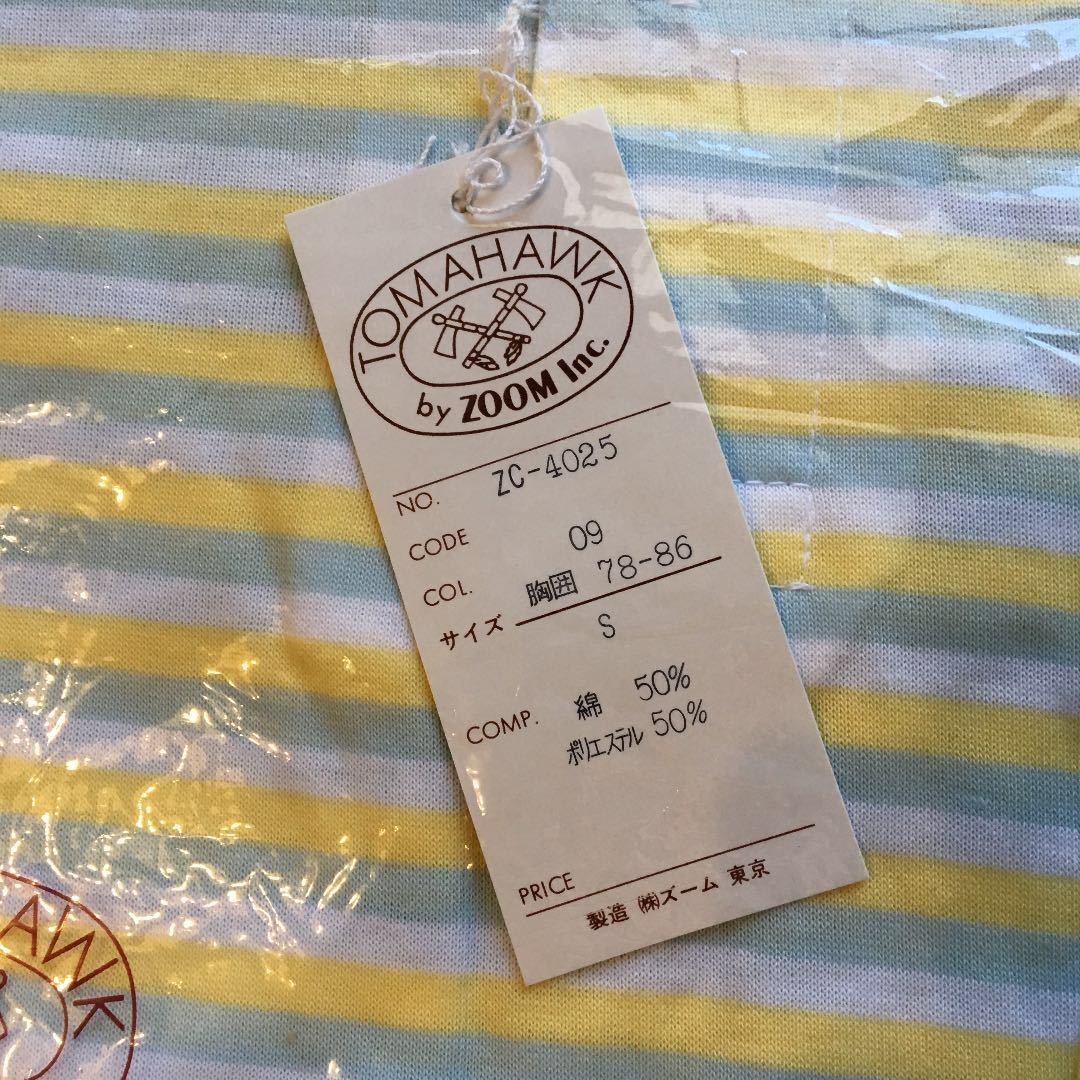 TOMAHAWK
by ZOOM Inc.
NO. ZC-4025
CODE 09
COL. 胸囲 78-86
サイズ S
COMP. 綿 50%
ポリエステル 50%
PRICE
製造 ㈱ズーム 東京
AWK